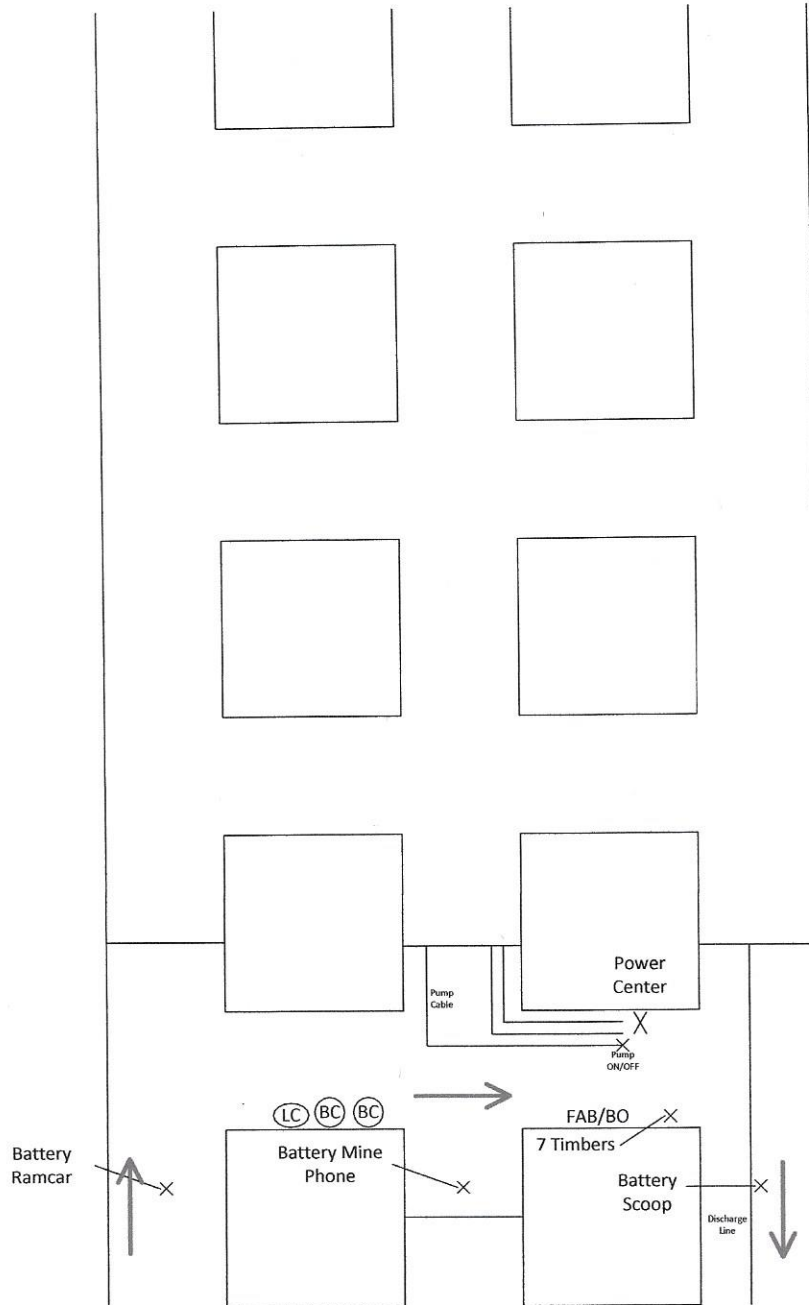 Power
Center
Pump
Cable
Pump
ON/OFF
LC
BC
BC
FAB/BO
7 Timbers
Battery
Ramcar
Battery Mine
Phone
Battery
Scoop
Discharge
Line